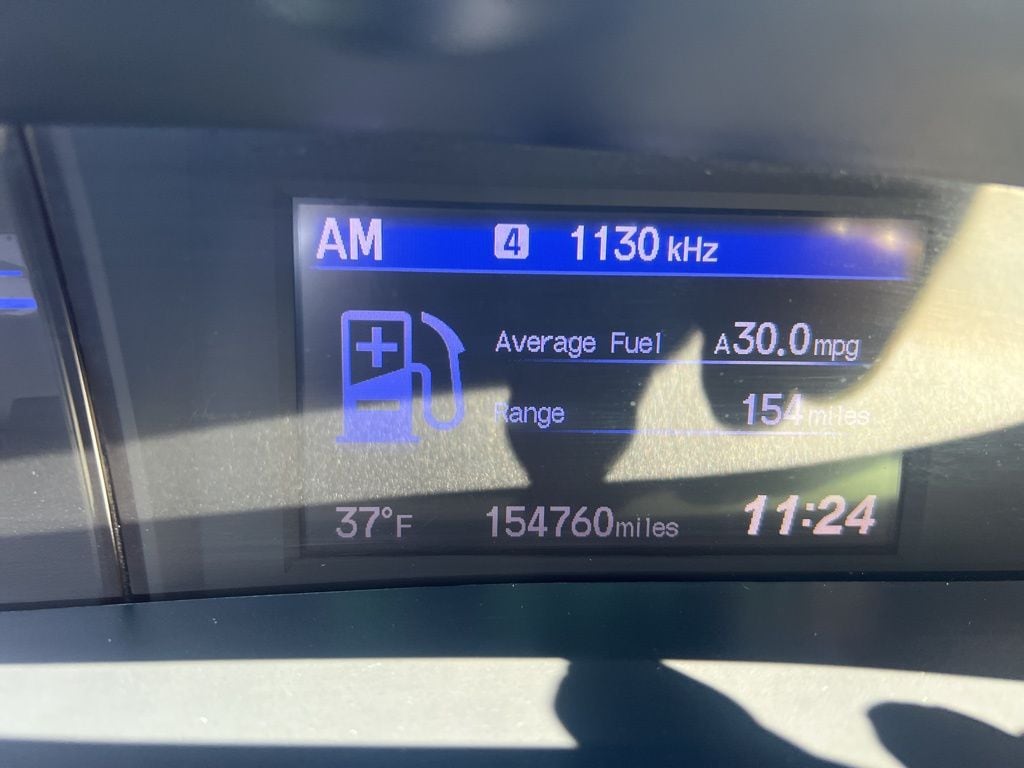 AM 4 1130 kHz
Average Fuel A30.0mpg
Range 154 miles
37°F 154760miles 11:24